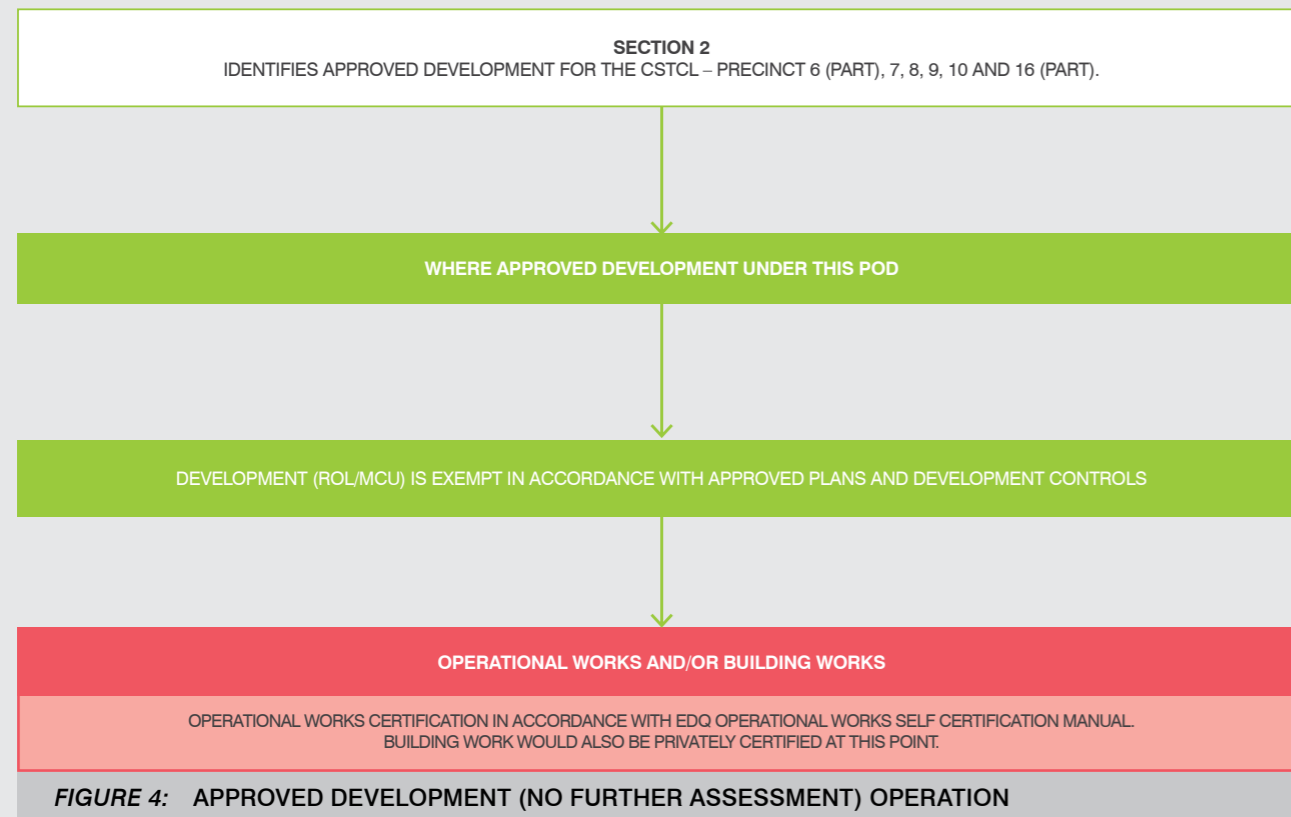 SECTION 2
IDENTIFIES APPROVED DEVELOPMENT FOR THE CSTCL – PRECINCT 6 (PART), 7, 8, 9, 10 AND 16 (PART).
WHERE APPROVED DEVELOPMENT UNDER THIS POD
DEVELOPMENT (ROL/MCU) IS EXEMPT IN ACCORDANCE WITH APPROVED PLANS AND DEVELOPMENT CONTROLS
OPERATIONAL WORKS AND/OR BUILDING WORKS
OPERATIONAL WORKS CERTIFICATION IN ACCORDANCE WITH EDQ OPERATIONAL WORKS SELF CERTIFICATION MANUAL.
BUILDING WORK WOULD ALSO BE PRIVATELY CERTIFIED AT THIS POINT.
FIGURE 4: APPROVED DEVELOPMENT (NO FURTHER ASSESSMENT) OPERATION